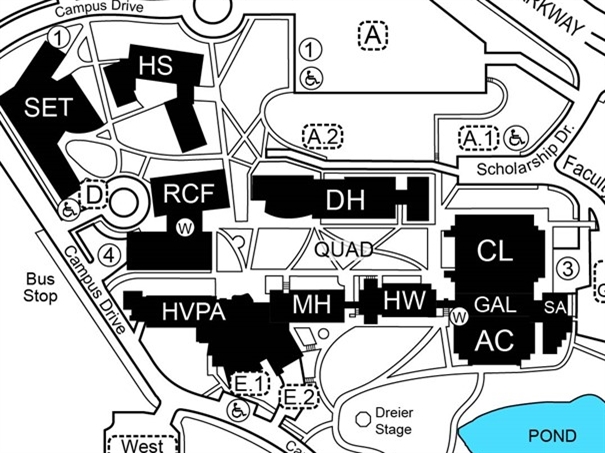 Campus Drive
PARKWAY
1
HS
1
A
SET
A.2
A.1
Scholarship Dr.
D
RCF
DH
W
4
QUAD
CL
3
Bus
Stop
Campus Drive
HVPA
MH
HW
GAL
SA
W
AC
E.1
E.2
Dreier
Stage
POND
West